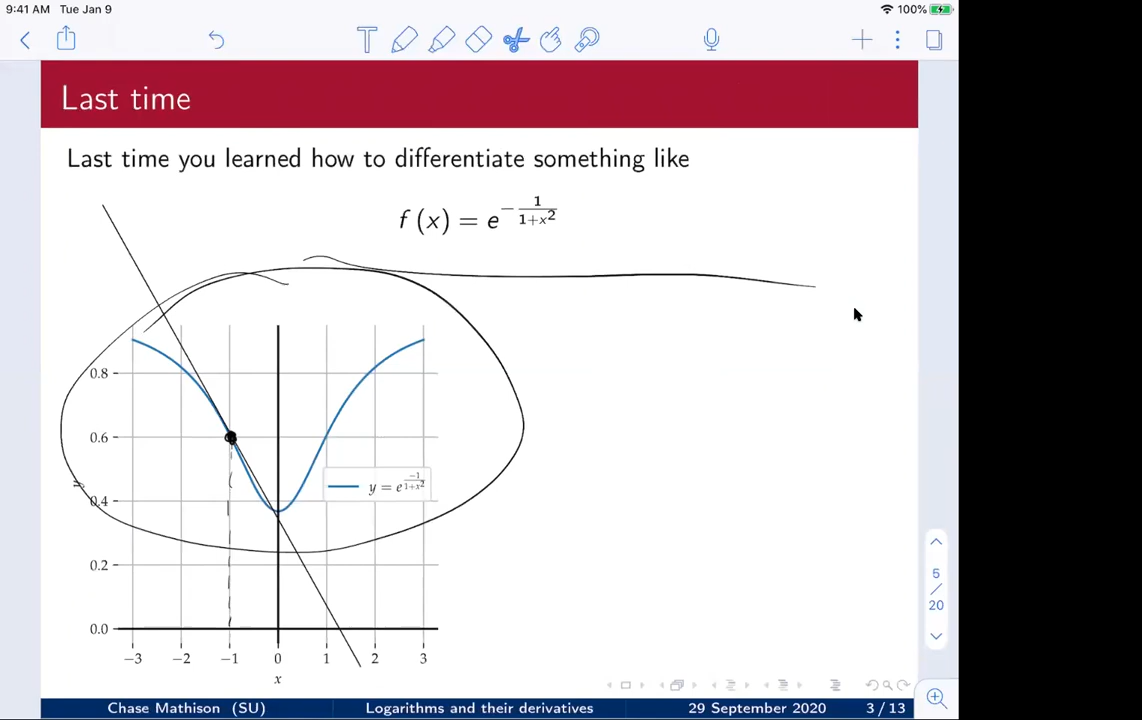 9:41 AM Tue Jan 9 100%
Last time
Last time you learned how to differentiate something like
f (x) = e^{-\frac{1}{1+x^2}}
0.8
0.6
0.4
0.2
0.0
y = e^{\frac{-1}{1+x^2}}
−3 −2 −1 0 1 2 3
x
5
/
20
Chase Mathison (SU) Logarithms and their derivatives 29 September 2020 3 / 13